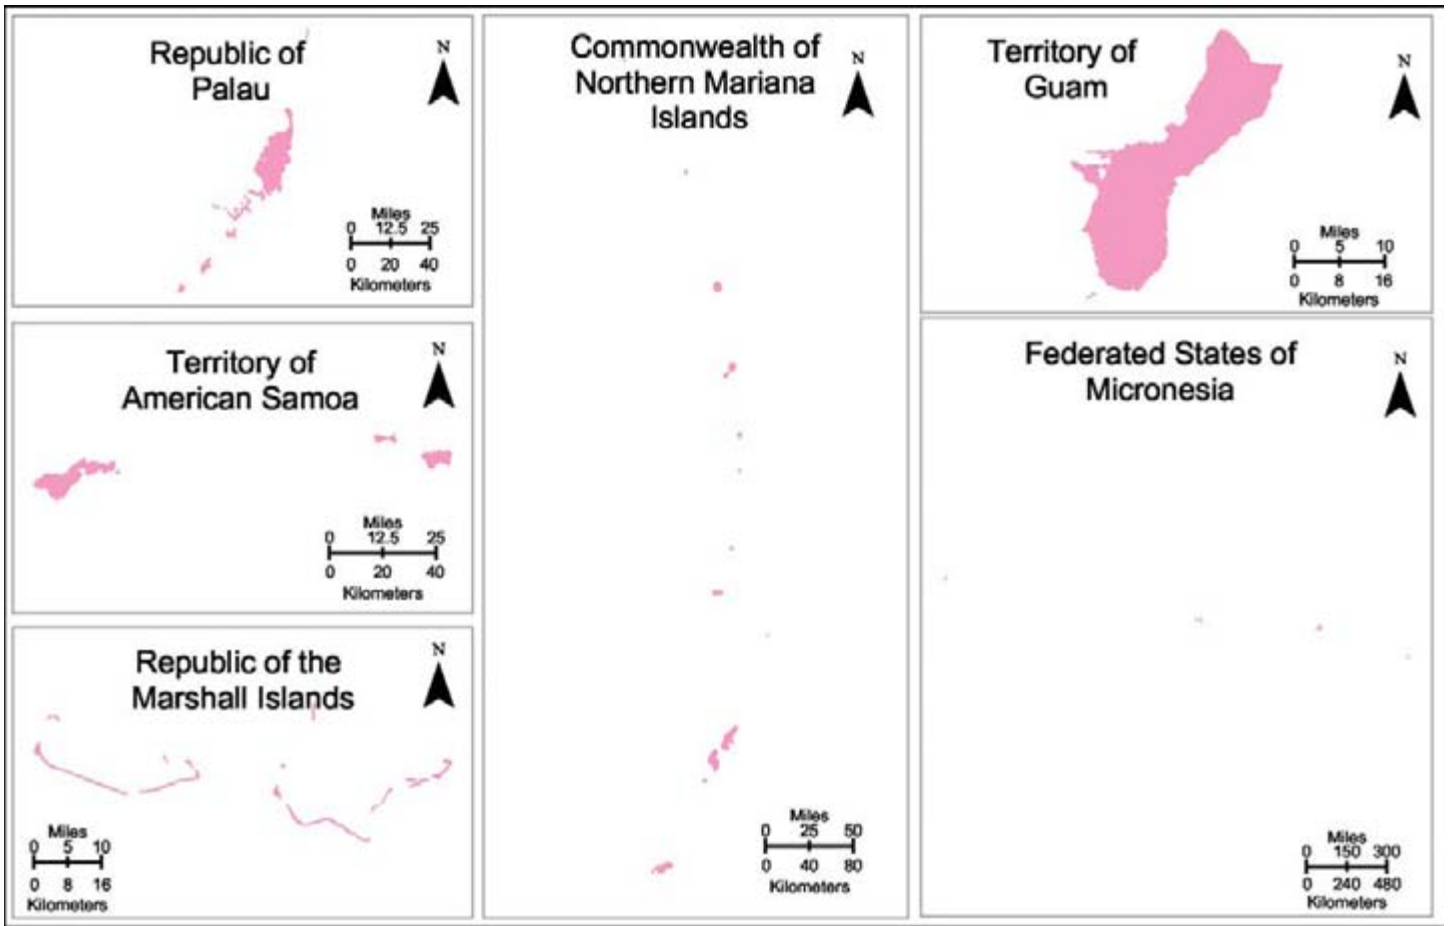 Republic of
Palau
N
Miles
0 12.5 25
0 20 40
Kilometers
Territory of
American Samoa
N
Miles
0 12.5 25
0 20 40
Kilometers
Republic of the
Marshall Islands
N
Miles
0 5 10
0 8 16
Kilometers
Commonwealth of
Northern Mariana
Islands
N
Miles
0 25 50
0 40 80
Kilometers
Territory of
Guam
N
Miles
0 5 10
0 8 16
Kilometers
Federated States of
Micronesia
N
Miles
0 150 300
0 240 480
Kilometers